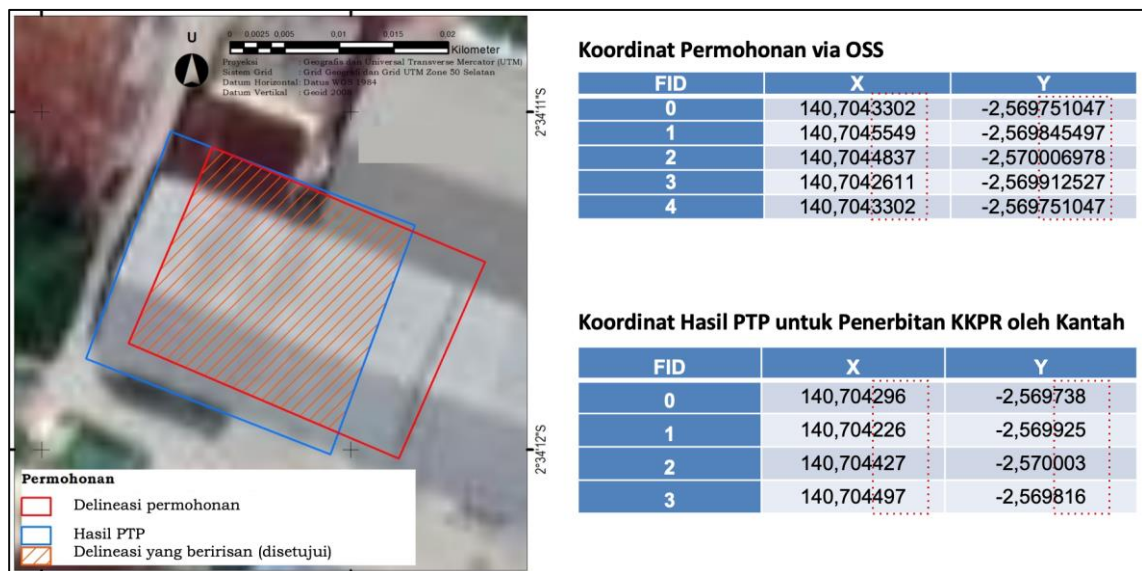 U
0 0,0025 0,005 0,01 0,015 0,02
Kilometer
Proyeksi : Geografis dan Universal Transverse Mercator (UTM)
Sistem Grid : Grid Geografi dan Grid UTM Zone 50 Selatan
Datum Horizontal : Datus WGS 1984
Datum Vertikal : Geoid 2008
2°34'11"S
2°34'12"S
Permohonan
Delineasi permohonan
Hasil PTP
Delineasi yang beririsan (disetujui)
Koordinat Permohonan via OSS
FID X Y
0 140,7043302 -2,569751047
1 140,7045549 -2,569845497
2 140,7044837 -2,570006978
3 140,7042611 -2,569912527
4 140,7043302 -2,569751047
Koordinat Hasil PTP untuk Penerbitan KKPR oleh Kantah
FID X Y
0 140,704296 -2,569738
1 140,704226 -2,569925
2 140,704427 -2,570003
3 140,704497 -2,569816